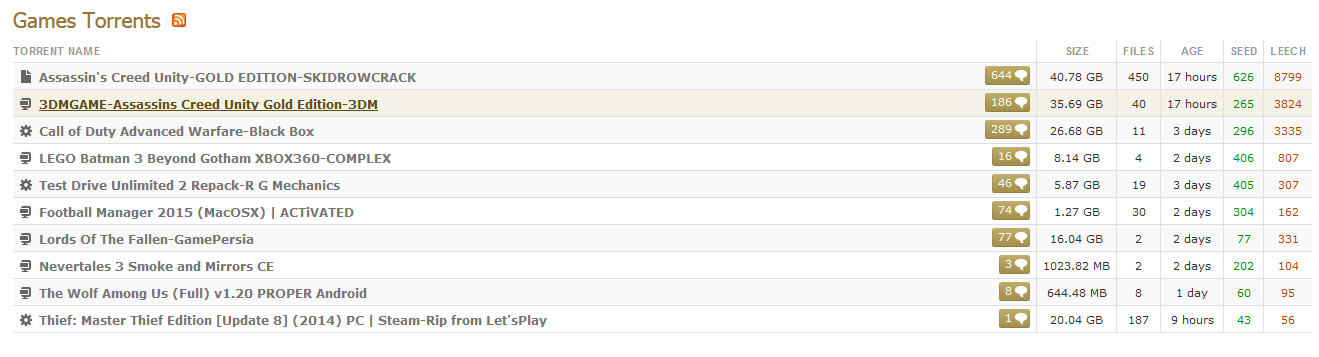 Games Torrents
TORRENT NAME SIZE FILES AGE SEED LEECH
Assassin's Creed Unity-GOLD EDITION-SKIDROWCRACK 644 40.78 GB 450 17 hours 626 8799
3DMGAME-Assassins Creed Unity Gold Edition-3DM 186 35.69 GB 40 17 hours 265 3824
Call of Duty Advanced Warfare-Black Box 289 26.68 GB 11 3 days 296 3335
LEGO Batman 3 Beyond Gotham XBOX360-COMPLEX 16 8.14 GB 4 2 days 406 807
Test Drive Unlimited 2 Repack-R G Mechanics 46 5.87 GB 19 3 days 405 307
Football Manager 2015 (MacOSX) | ACTiVATED 74 1.27 GB 30 2 days 304 162
Lords Of The Fallen-GamePersia 77 16.04 GB 2 2 days 77 331
Nevertales 3 Smoke and Mirrors CE 3 1023.82 MB 2 2 days 202 104
The Wolf Among Us (Full) v1.20 PROPER Android 8 644.48 MB 8 1 day 60 95
Thief: Master Thief Edition [Update 8] (2014) PC | Steam-Rip from Let'sPlay 1 20.04 GB 187 9 hours 43 56